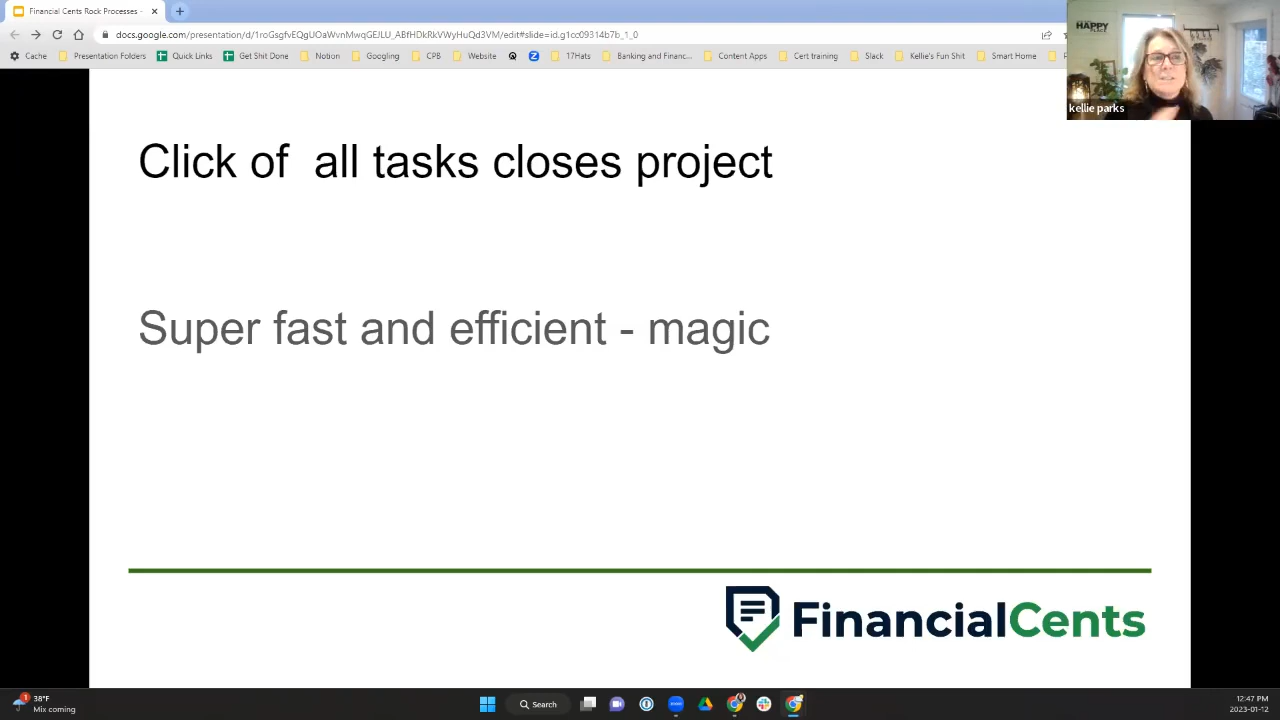 Financial Cents Rock Processes -
docs.google.com/presentation/d/1roGsgfvEQgUOaWvnMwqGEJLU_ABfHDkRkVWyHuQd3VM/edit#slide=id.g1cc09314b7b_1_0
Cache Presentation Folders Quick Links Get Shit Done Notion Googling CPB Website 17Hats Banking and Financ... Content Apps Cert training Slack Kellie's Fun Shit Smart Home
HAPPY
kellie parks
Click of all tasks closes project
Super fast and efficient - magic
FinancialCents
1
38°F
Mix coming
Search
zoom
12:47 PM
2023-01-12